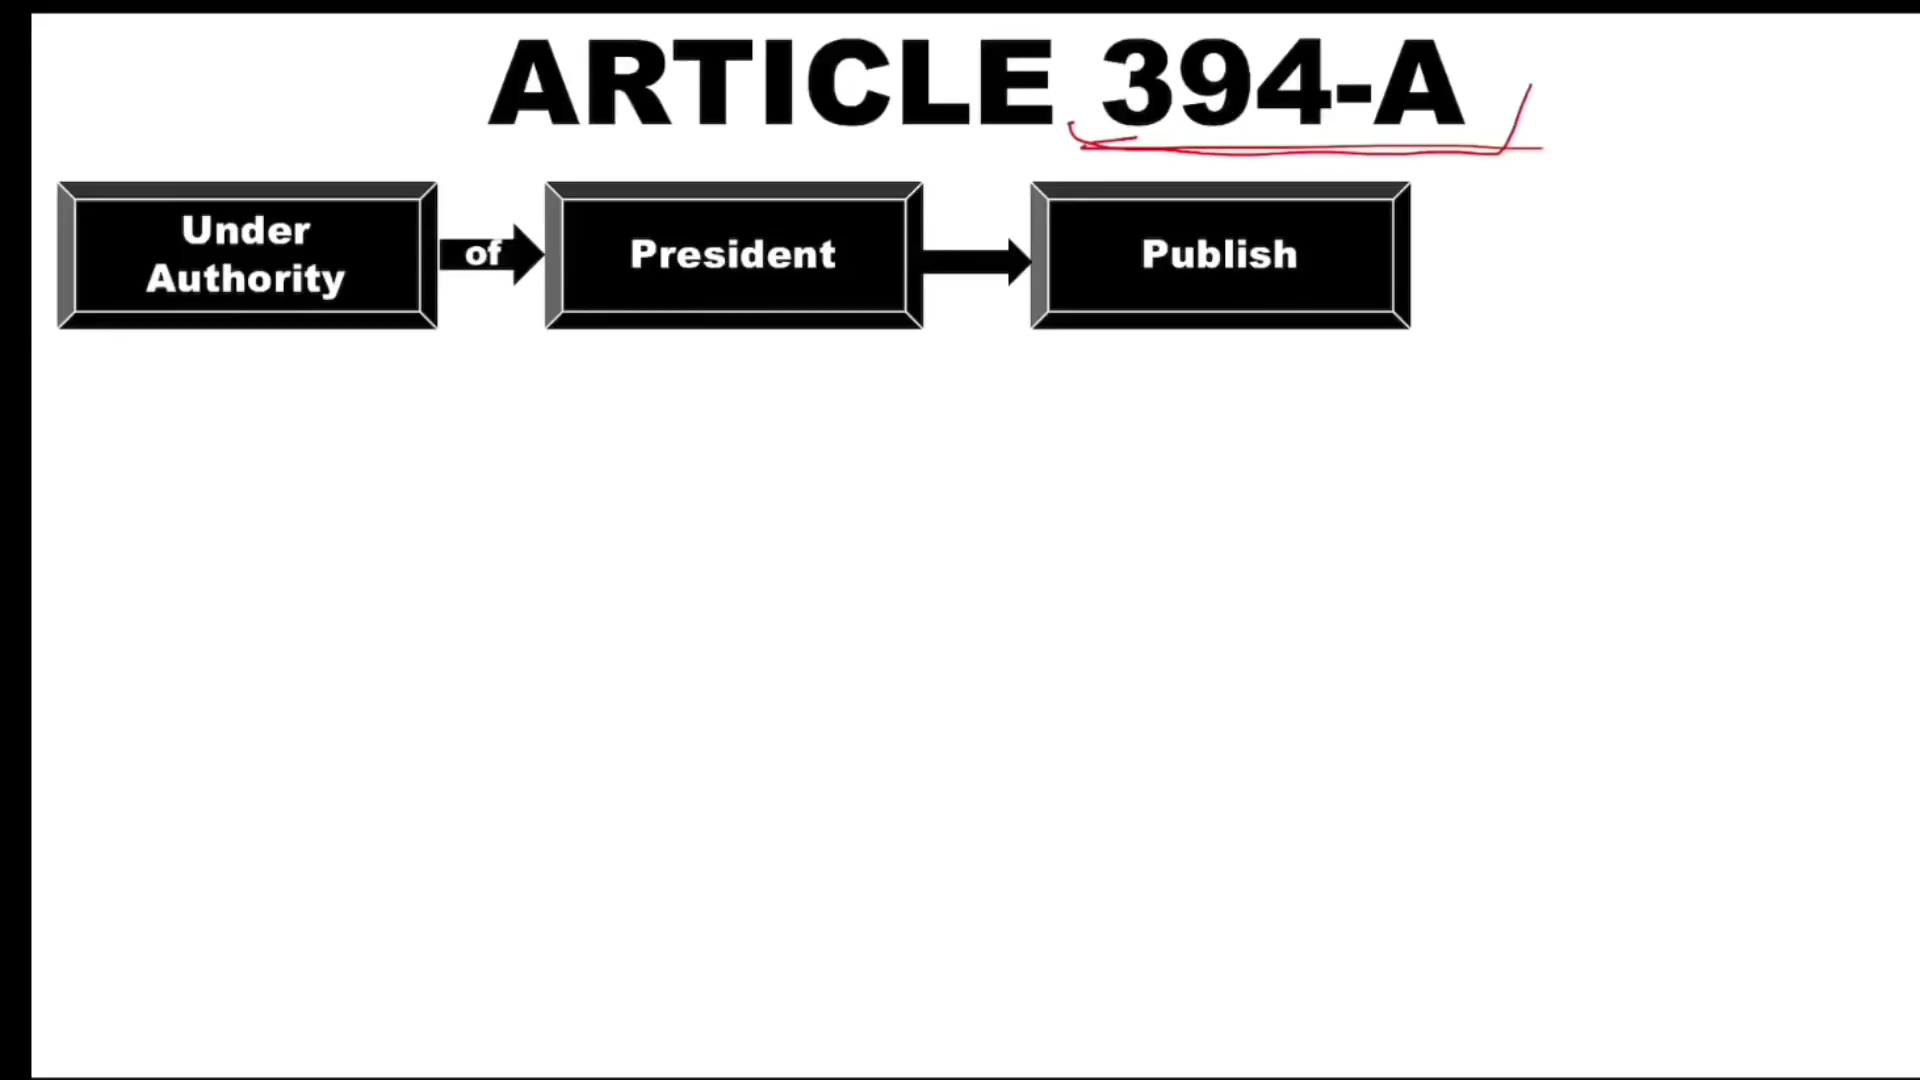 ARTICLE 394-A
Under
Authority
of
President
Publish